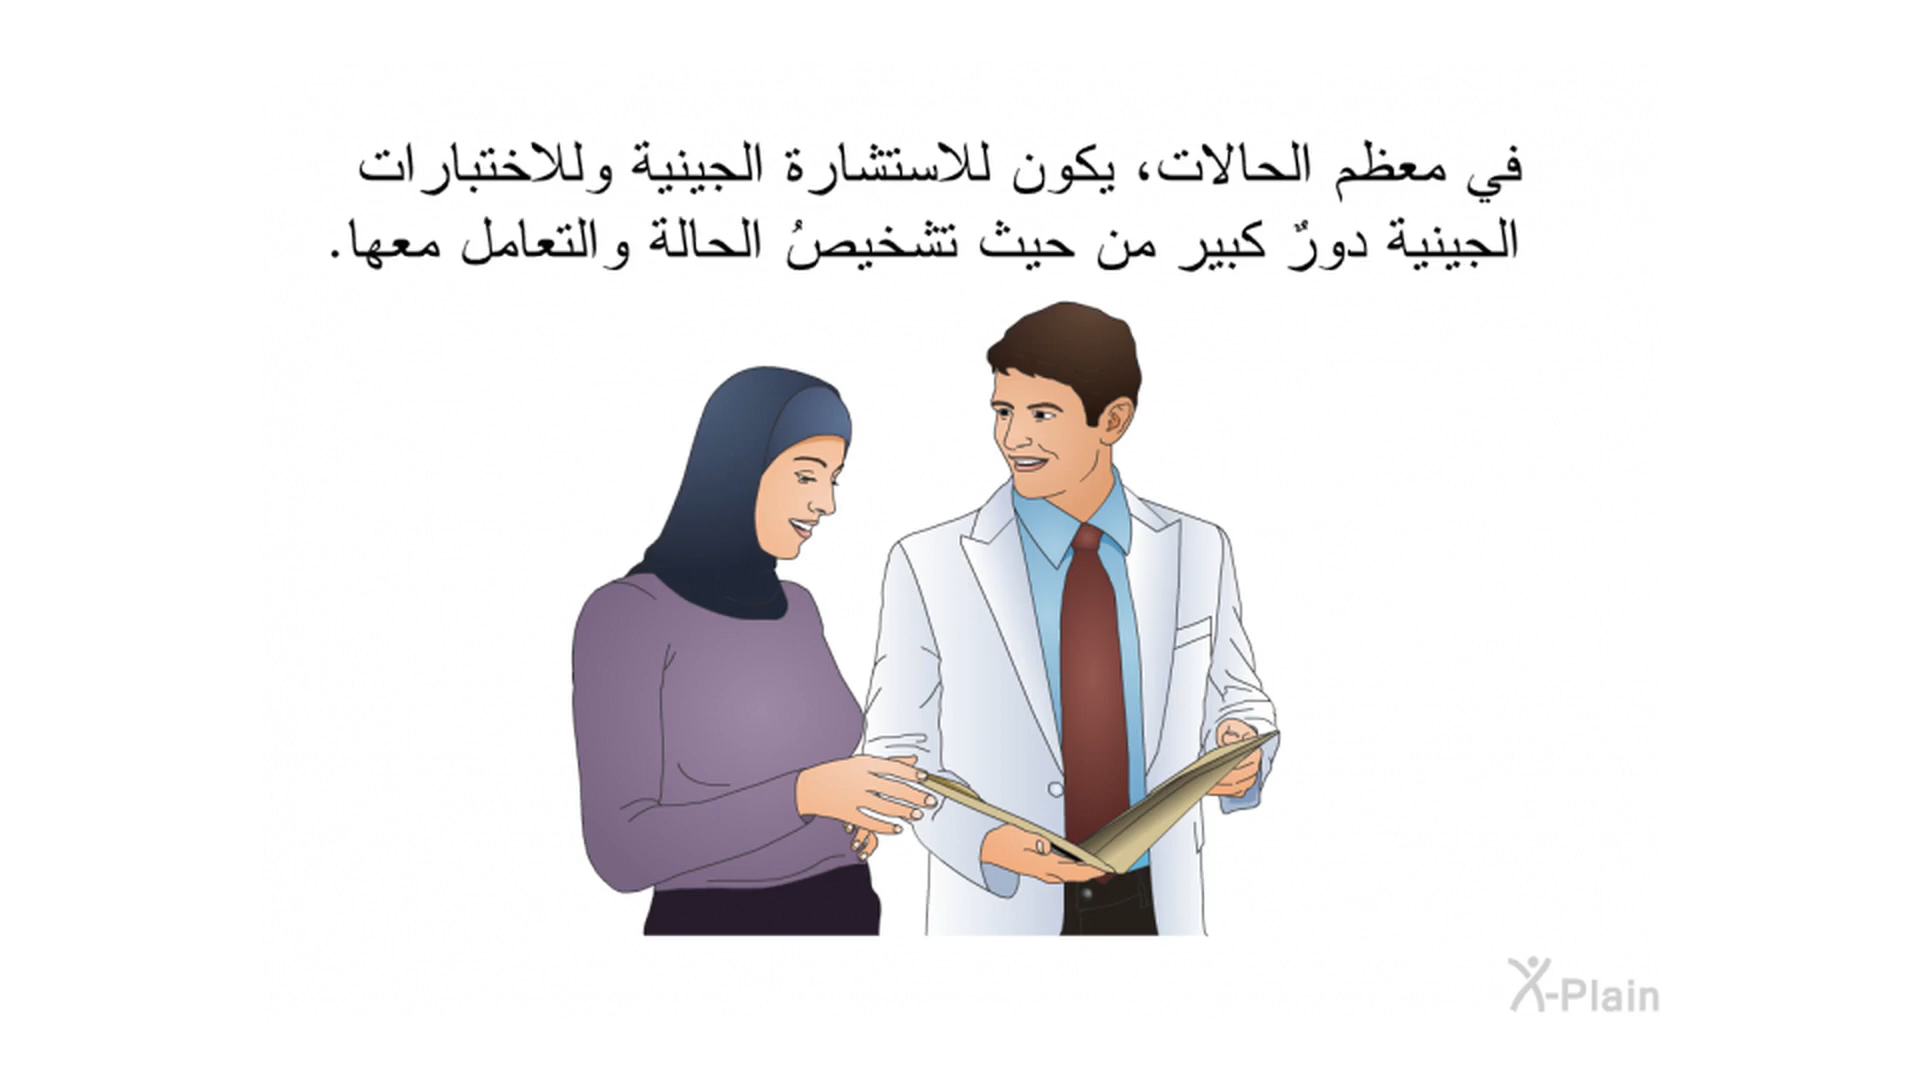 في معظم الحالات، يكون للاستشارة الجينية وللاختبارات
الجينية دورٌ كبير من حيث تشخيصُ الحالة والتعامل معها.
X-Plain